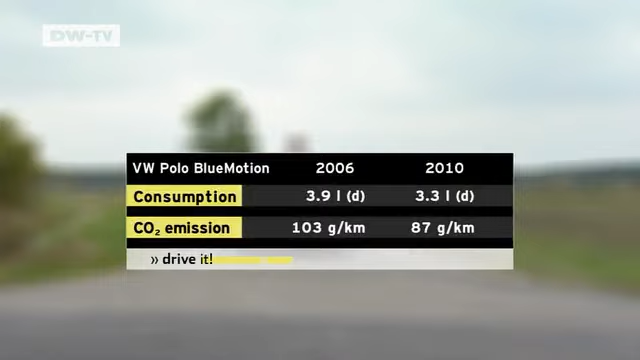 DW-TV
VW Polo BlueMotion 2006 2010
Consumption 3.9 l (d) 3.3 l (d)
CO₂ emission 103 g/km 87 g/km
›› drive it!